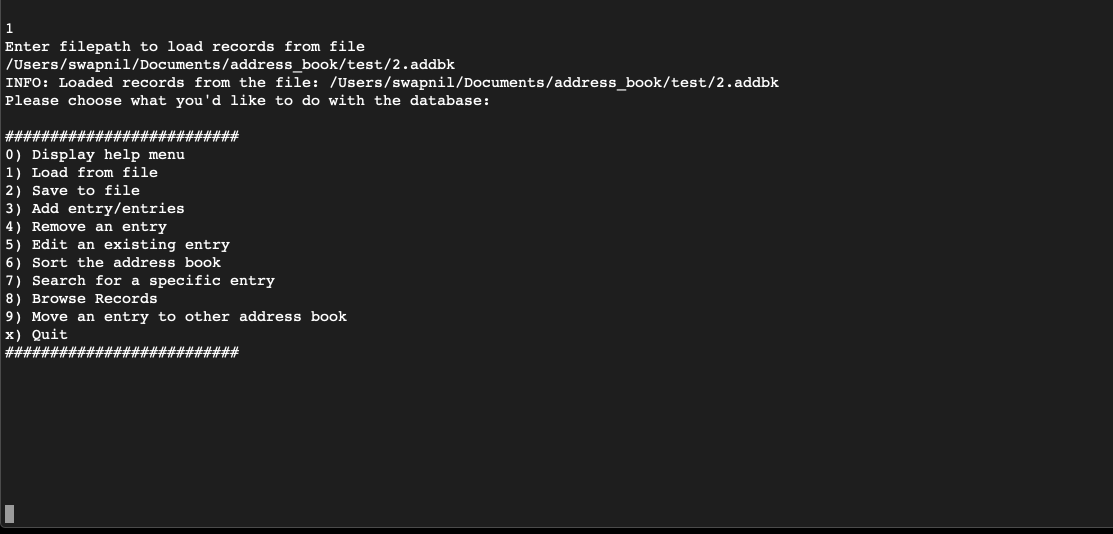 1
Enter filepath to load records from file
/Users/swapnil/Documents/address_book/test/2.addbk
INFO: Loaded records from the file: /Users/swapnil/Documents/address_book/test/2.addbk
Please choose what you'd like to do with the database:
##########################
0) Display help menu
1) Load from file
2) Save to file
3) Add entry/entries
4) Remove an entry
5) Edit an existing entry
6) Sort the address book
7) Search for a specific entry
8) Browse Records
9) Move an entry to other address book
x) Quit
##########################